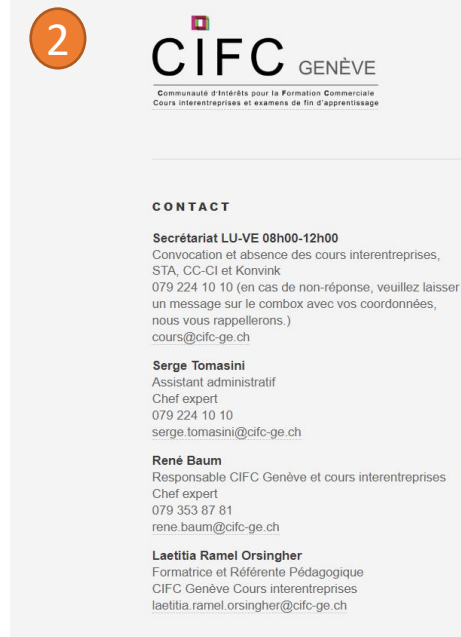 2
CIFC GENÈVE
Communauté d'Intérêts pour la Formation Commerciale
Cours interentreprises et examens de fin d'apprentissage
CONTACT
Secrétariat LU-VE 08h00-12h00
Convocation et absence des cours interentreprises,
STA, CC-CI et Konvink
079 224 10 10 (en cas de non-réponse, veuillez laisser
un message sur le combox avec vos coordonnées,
nous vous rappellerons.)
cours@cifc-ge.ch
Serge Tomasini
Assistant administratif
Chef expert
079 224 10 10
serge.tomasini@cifc-ge.ch
René Baum
Responsable CIFC Genève et cours interentreprises
Chef expert
079 353 87 81
rene.baum@cifc-ge.ch
Laetitia Ramel Orsingher
Formatrice et Référente Pédagogique
CIFC Genève Cours interentreprises
laetitia.ramel.orsingher@cifc-ge.ch